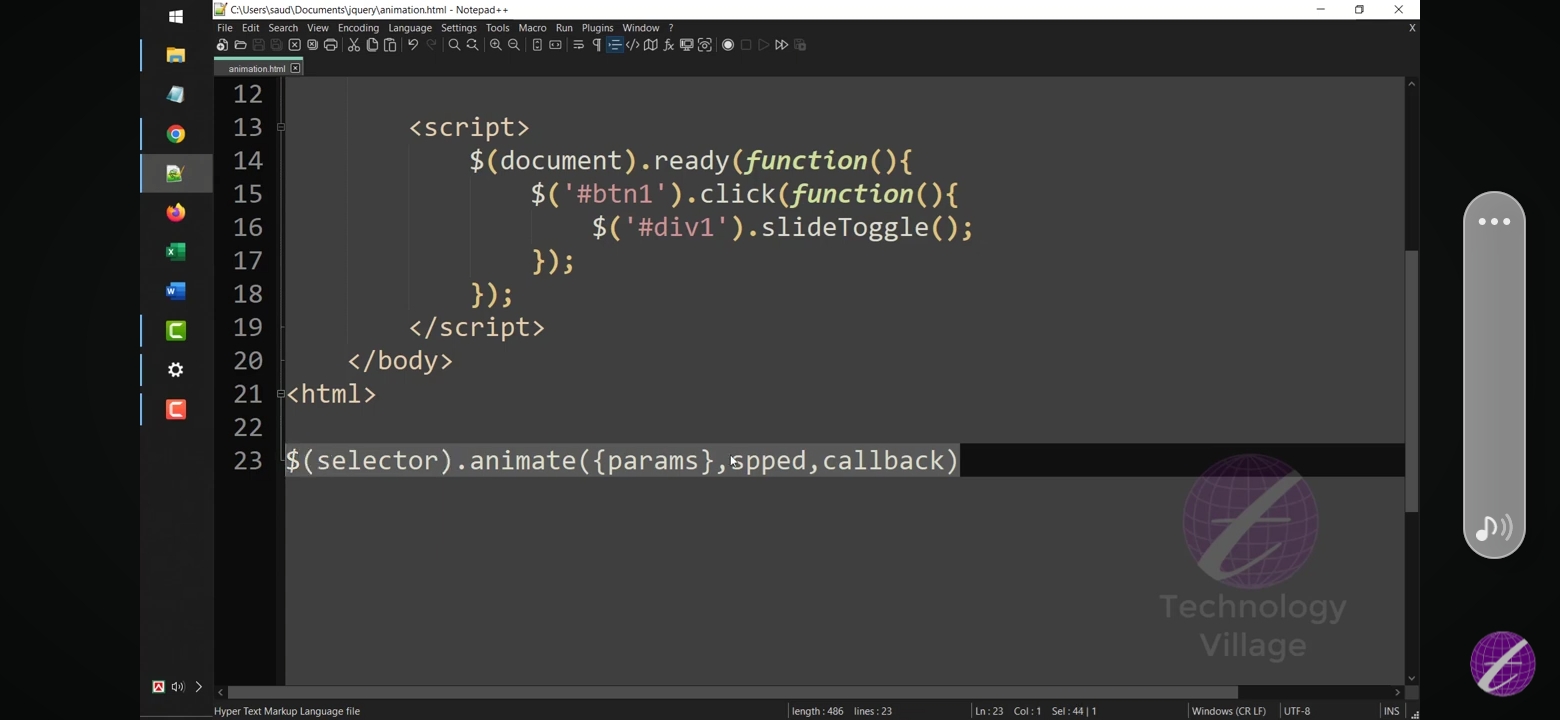 C:\Users\saud\Documents\jquery\animation.html - Notepad++
File Edit Search View Encoding Language Settings Tools Macro Run Plugins Window ? X
animation.html
12
13 <script>
14 $(document).ready(function(){
15 $('#btn1').click(function(){
16 $('#div1').slideToggle();
17 });
18 });
19 </script>
20 </body>
21 <html>
22
23 $(selector).animate({params},spped,callback)
Technology
Village
Hyper Text Markup Language file length : 486 lines : 23 Ln : 23 Col : 1 Sel : 44 | 1 Windows (CR LF) UTF-8 INS